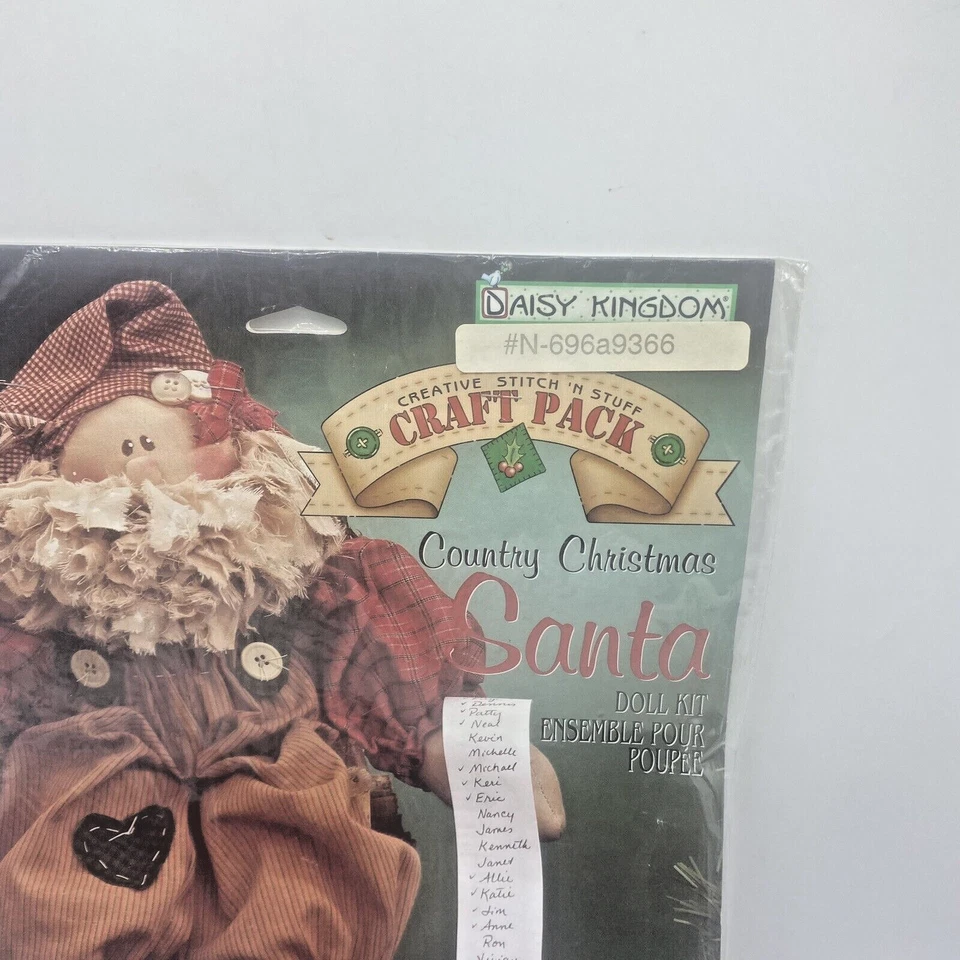 DAISY KINGDOM®
#N-696a9366
CREATIVE STITCH 'N STUFF
CRAFT PACK
Country Christmas
Santa
DOLL KIT
ENSEMBLE POUR
POUPÉE
✓ Dennis
✓ Patty
✓ Neal
Kevin
Michelle
✓ Michael
✓ Keri
✓ Eric
Nancy
James
Kenneth
Janet
✓ Allie
✓ Katie
✓ Jim
✓ Anne
Ron